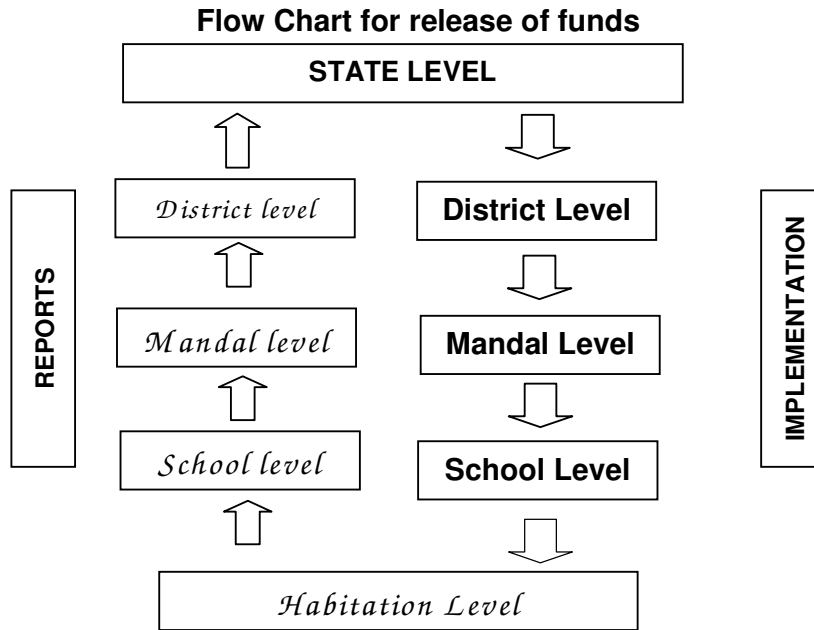 Flow Chart for release of funds
STATE LEVEL
District level
District Level
REPORTS
IMPLEMENTATION
Mandal level
Mandal Level
School level
School Level
Habitation Level